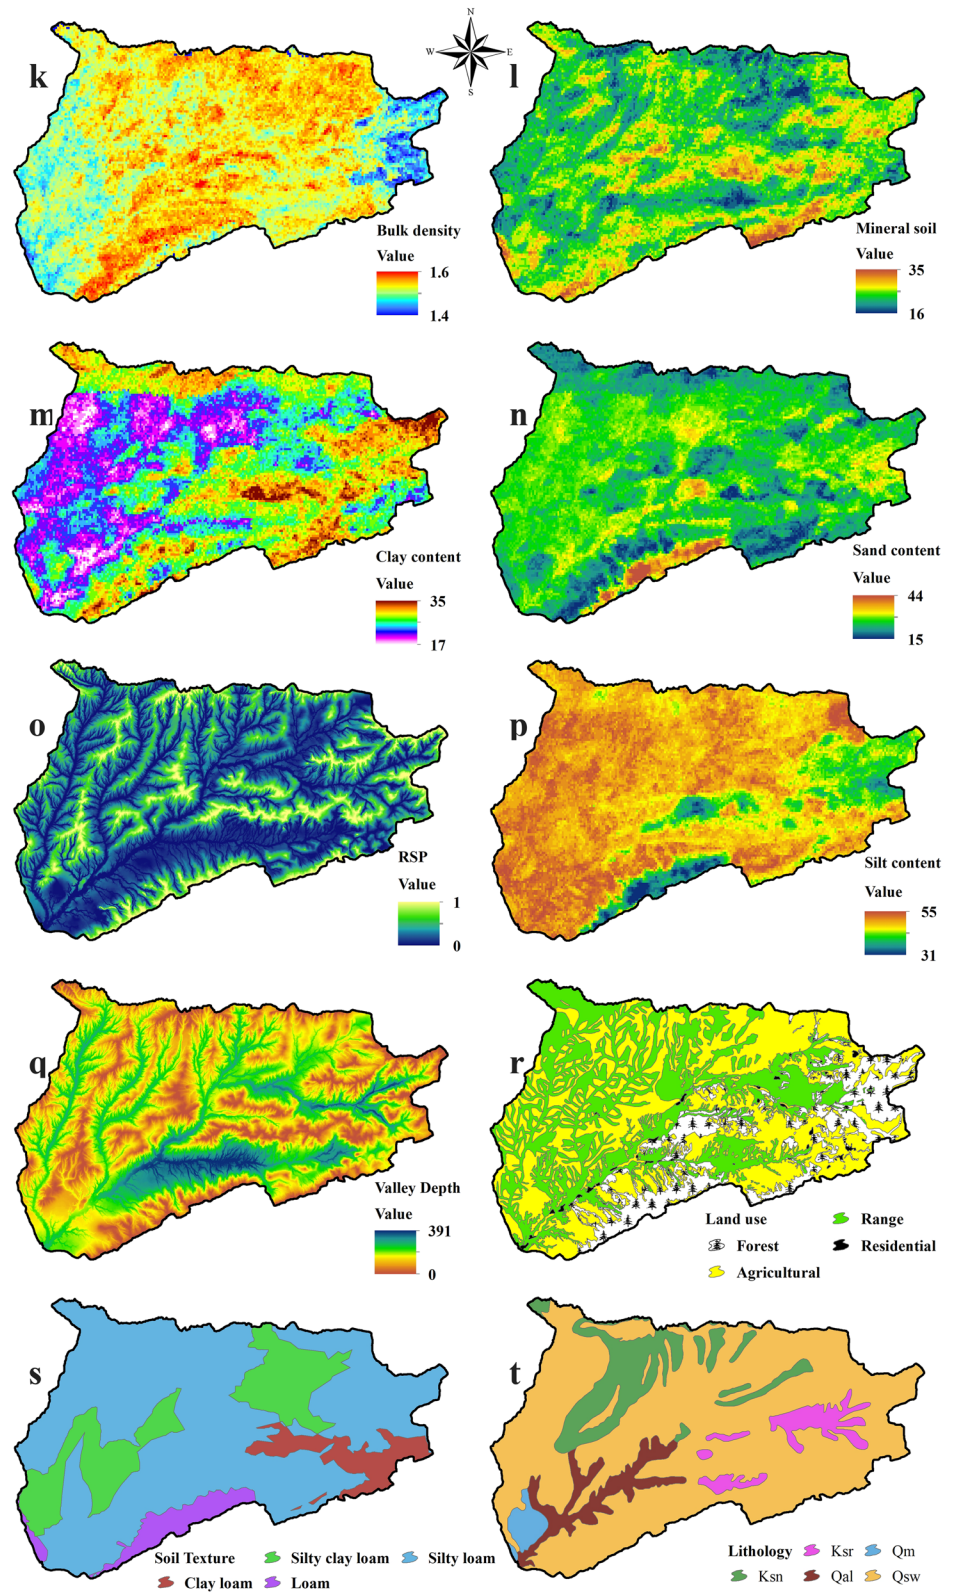 N
W E
S
k
Bulk density
Value
1.6
1.4
l
Mineral soil
Value
35
16
m
Clay content
Value
35
17
n
Sand content
Value
44
15
o
RSP
Value
1
0
p
Silt content
Value
55
31
q
Valley Depth
Value
391
0
r
Land use
Range
Forest
Residential
Agricultural
s
Soil Texture
Silty clay loam
Silty loam
Clay loam
Loam
t
Lithology
Ksr
Qm
Ksn
Qal
Qsw